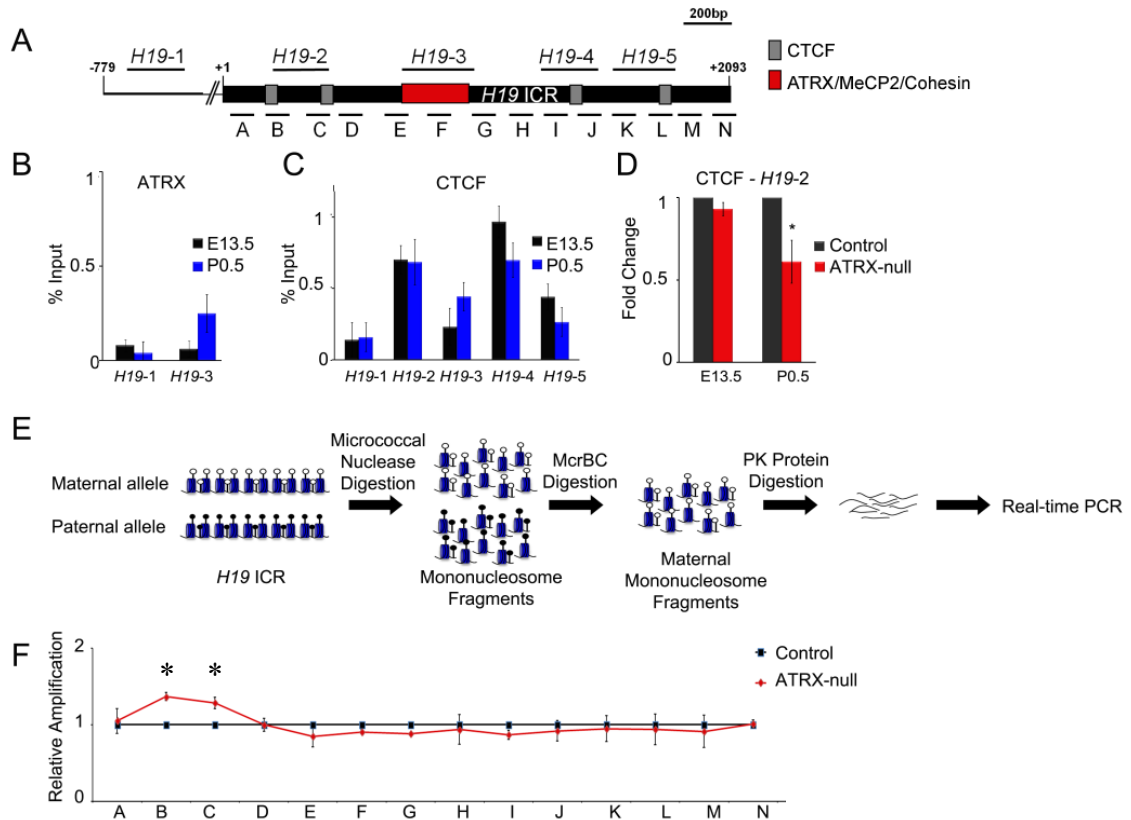 A
-779
H19-1
+1
H19-2
H19-3
H19-4
H19-5
+2093
200bp
CTCF
ATRX/MeCP2/Cohesin
H19 ICR
A B C D E F G H I J K L M N
B
ATRX
% Input
1
0.5
0
E13.5
P0.5
H19-1 H19-3
C
CTCF
% Input
1
0.5
0
E13.5
P0.5
H19-1 H19-2 H19-3 H19-4 H19-5
D
CTCF - H19-2
Fold Change
1
0.5
0
*
Control
ATRX-null
E13.5 P0.5
E
Maternal allele
Paternal allele
H19 ICR
Micrococcal
Nuclease
Digestion
Mononucleosome
Fragments
McrBC
Digestion
Maternal
Mononucleosome
Fragments
PK Protein
Digestion
Real-time PCR
F
Relative Amplification
2
1
0
* *
Control
ATRX-null
A B C D E F G H I J K L M N